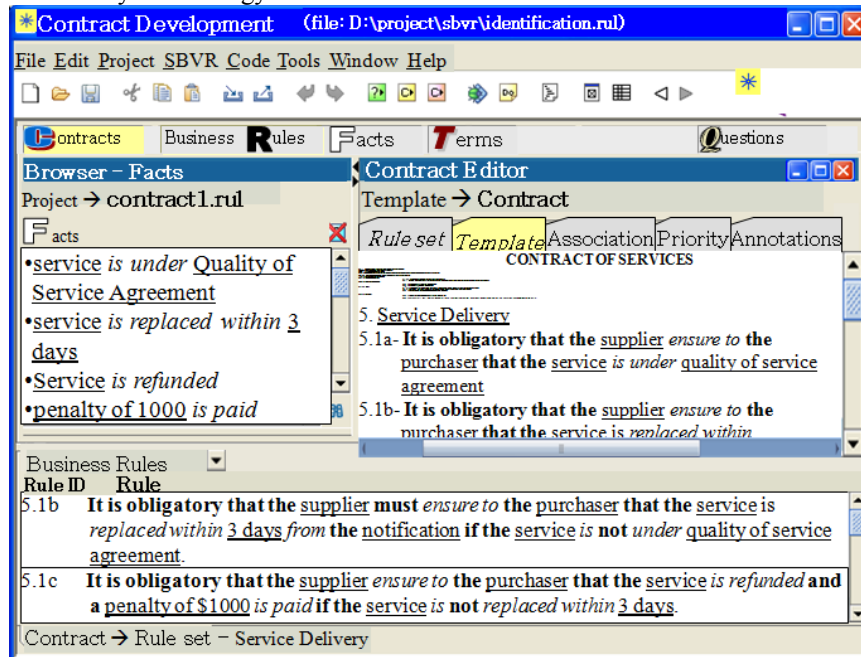 *Contract Development (file: D:\project\sbvr\identification.rul)
File Edit Project SBVR Code Tools Window Help
Contracts Business Rules Facts Terms Questions
Browser – Facts
Project → contract1.rul
Facts
•service is under Quality of
Service Agreement
•service is replaced within 3
days
•Service is refunded
•penalty of 1000 is paid
Contract Editor
Template → Contract
Rule set Template Association Priority Annotations
CONTRACT OF SERVICES
5. Service Delivery
5.1a- It is obligatory that the supplier ensure to the
purchaser that the service is under quality of service
agreement
5.1b- It is obligatory that the supplier ensure to the
purchaser that the service is replaced within
Business Rules
Rule ID Rule
5.1b It is obligatory that the supplier must ensure to the purchaser that the service is
replaced within 3 days from the notification if the service is not under quality of service
agreement.
5.1c It is obligatory that the supplier ensure to the purchaser that the service is refunded and
a penalty of $1000 is paid if the service is not replaced within 3 days.
Contract → Rule set – Service Delivery